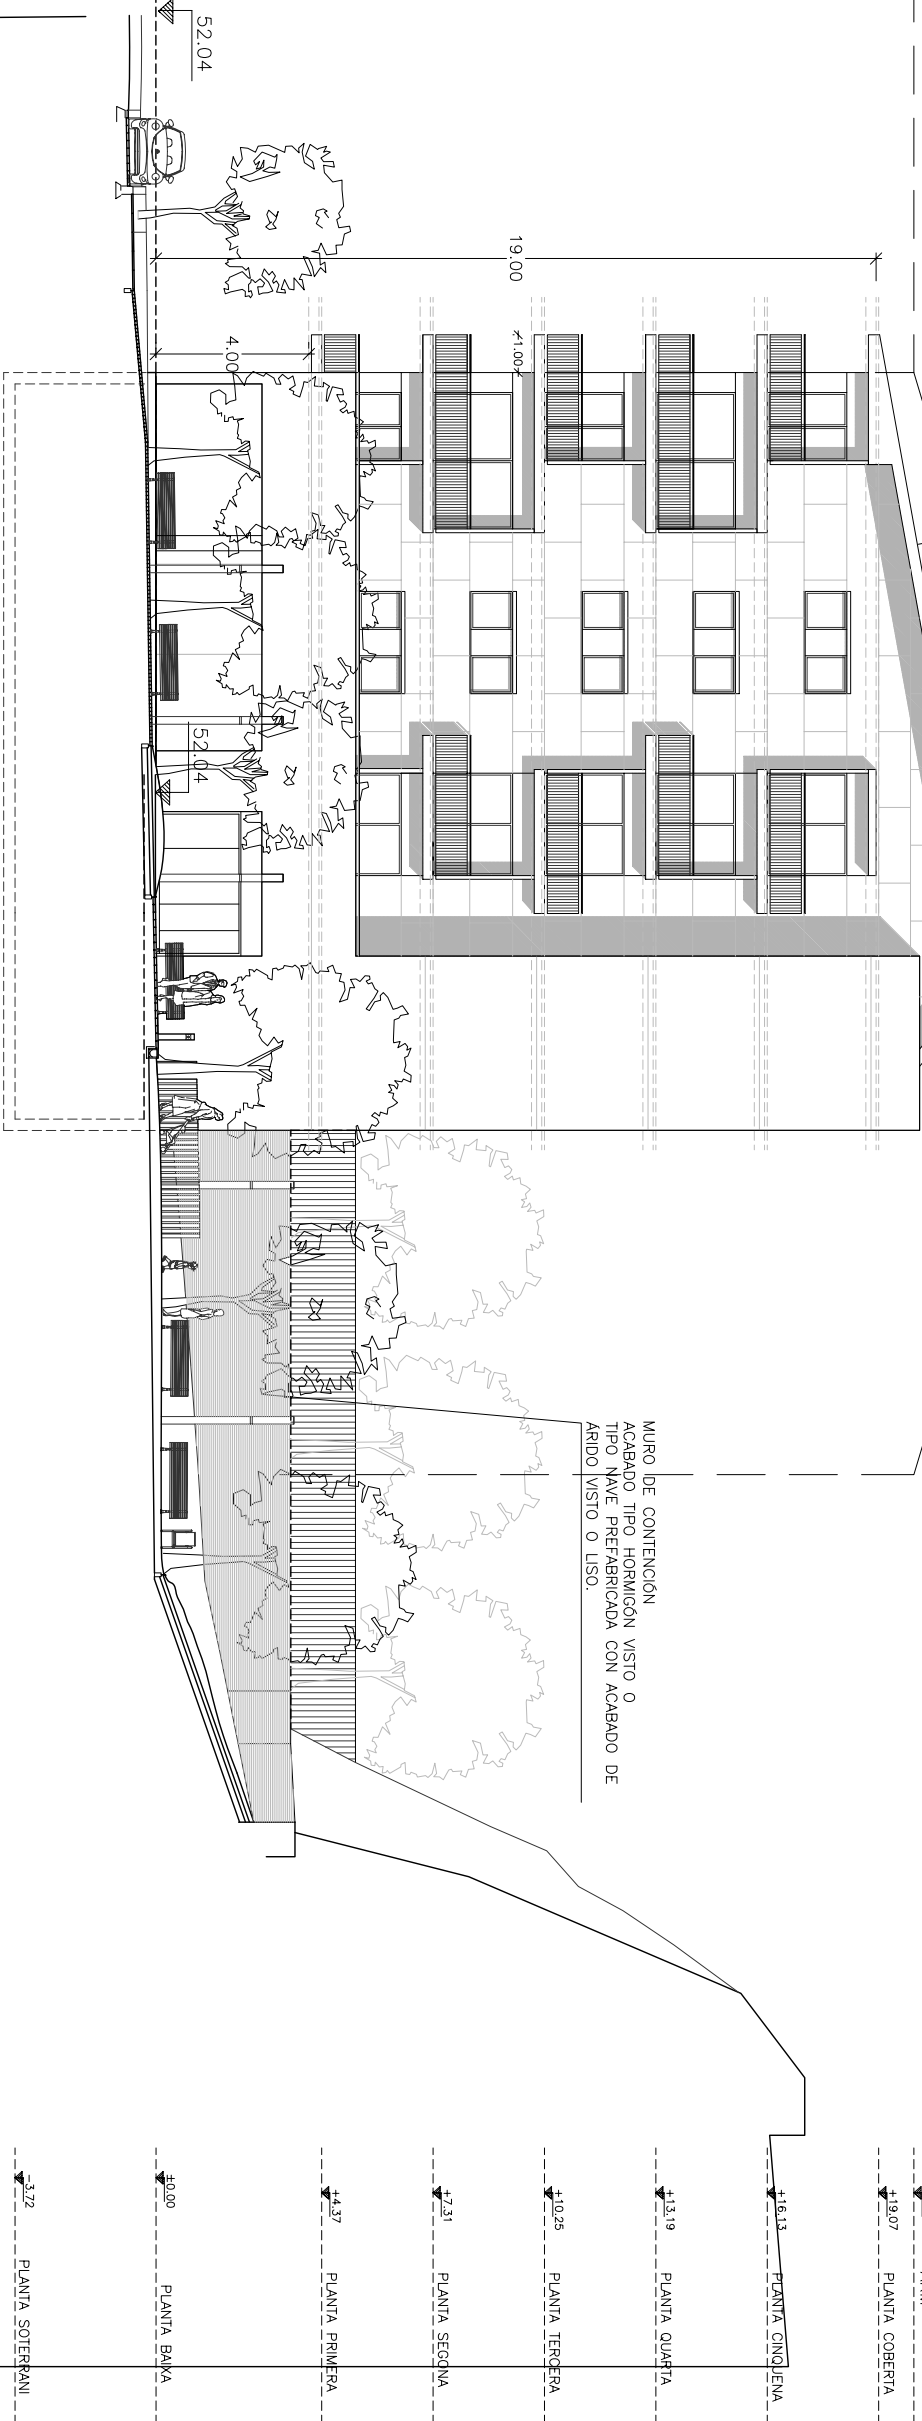 52.04
19.00
4.00
1.00
52.04
MURO DE CONTENCIÓN
ACABADO TIPO HORMIGÓN VISTO O
TIPO NAVE PREFABRICADA CON ACABADO DE
ÁRIDO VISTO O LISO.
+19.07 PLANTA COBERTA
+16.13 PLANTA CINQUENA
+13.19 PLANTA QUARTA
+10.25 PLANTA TERCERA
+7.31 PLANTA SEGONA
+4.37 PLANTA PRIMERA
±0.00 PLANTA BAIXA
-3.72 PLANTA SOTERRANI